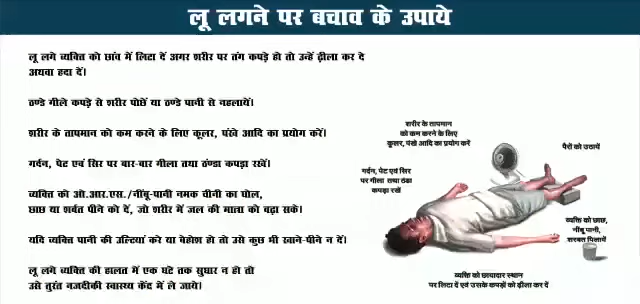 लू लगने पर बचाव के उपाये
लू लगे व्यक्ति को छांव में लिटा दें अगर शरीर पर तंग कपड़े हो तो उन्हें ढ़ीला कर दे
अथवा हटा दें।
ठण्डे गीले कपड़े से शरीर पोछें या ठण्डे पानी से नहलायें।
शरीर के तापमान को कम करने के लिए कूलर, पंखे आदि का प्रयोग करें।
गर्दन, पेट एवं सिर पर बार-बार गीला तथा ठंण्डा कपड़ा रखें।
व्यक्ति को ओ.आर.एस./नींबू-पानी नमक चीनी का घोल,
छाछ या शर्बत पीने को दें, जो शरीर में जल की मात्रा को बढ़ा सके।
यदि व्यक्ति पानी की उल्टियां करे या बेहोश हो तो उसे कुछ भी खाने-पीने न दें।
लू लगे व्यक्ति की हालत में एक घंटे तक सुधार न हो तो
उसे तुरंत नजदीकी स्वास्थ्य केंद्र में ले जाये।
शरीर के तापमान
को कम करने के लिए
कूलर, पंखे आदि का प्रयोग करें
पैरों को उठायें
गर्दन, पेट एवं सिर
पर गीला तथा ठंडा
कपड़ा रखें
व्यक्ति को छाछ,
नींबू पानी,
शरबत पिलायें
व्यक्ति को छायादार स्थान
पर लिटा दें एवं उसके कपड़ों को ढ़ीला कर दें